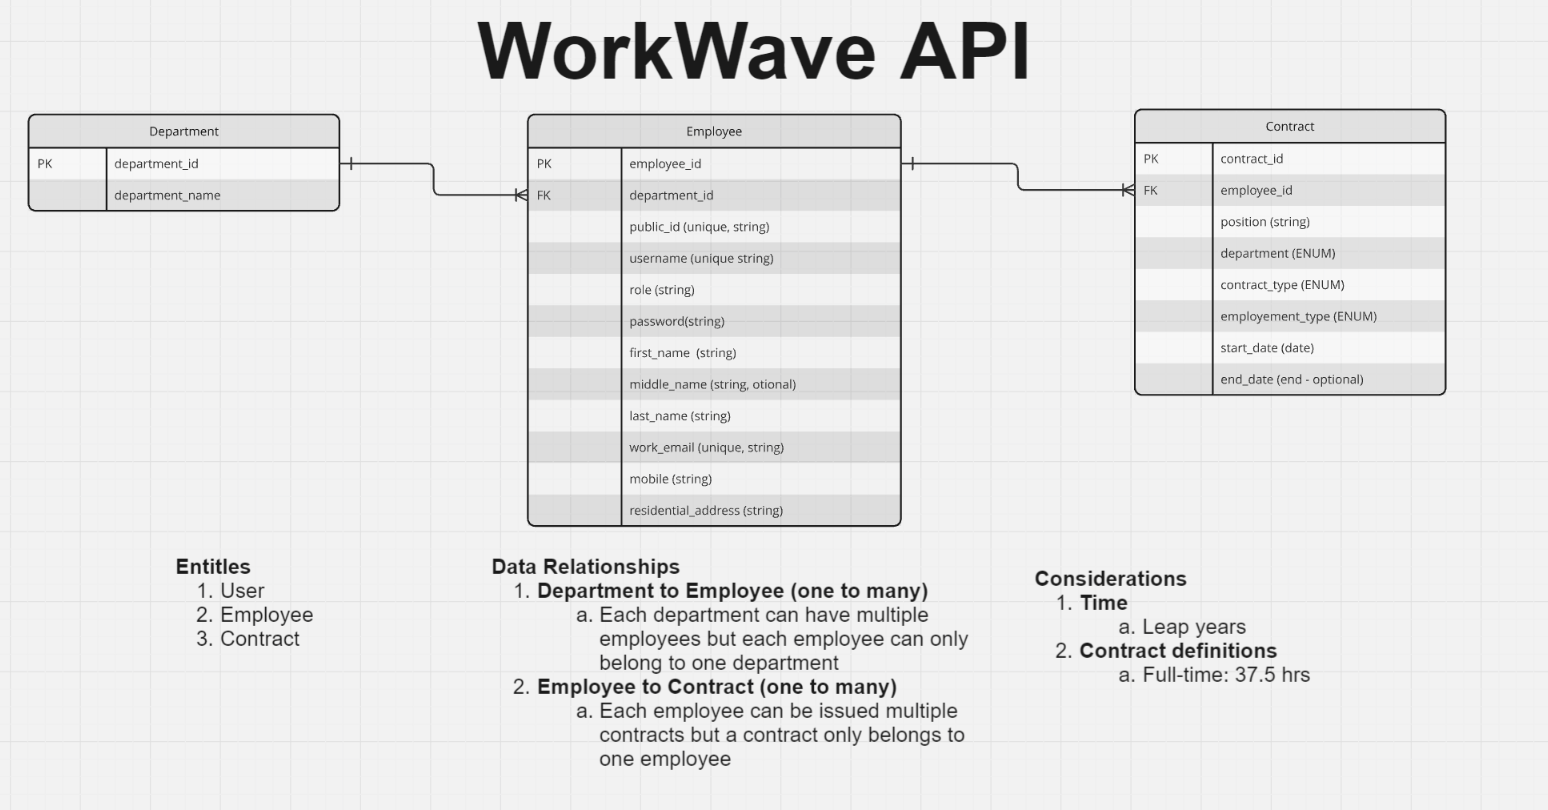 WorkWave API
Department
PK department_id
department_name
Employee
PK employee_id
FK department_id
public_id (unique, string)
username (unique string)
role (string)
password(string)
first_name (string)
middle_name (string, otional)
last_name (string)
work_email (unique, string)
mobile (string)
residential_address (string)
Contract
PK contract_id
FK employee_id
position (string)
department (ENUM)
contract_type (ENUM)
employement_type (ENUM)
start_date (date)
end_date (end - optional)
Entitles
1. User
2. Employee
3. Contract
Data Relationships
1. Department to Employee (one to many)
a. Each department can have multiple
employees but each employee can only
belong to one department
2. Employee to Contract (one to many)
a. Each employee can be issued multiple
contracts but a contract only belongs to
one employee
Considerations
1. Time
a. Leap years
2. Contract definitions
a. Full-time: 37.5 hrs